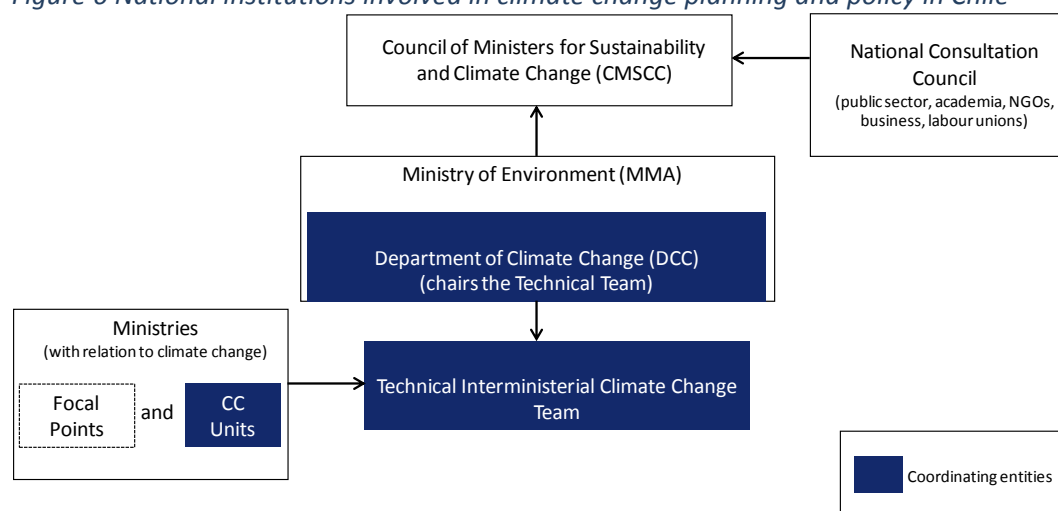 Figure 6 National institutions involved in climate change planning and policy in Chile
Council of Ministers for Sustainability
and Climate Change (CMSCC)
National Consultation
Council
(public sector, academia, NGOs,
business, labour unions)
Ministry of Environment (MMA)
Department of Climate Change (DCC)
(chairs the Technical Team)
Ministries
(with relation to climate change)
Focal
Points
and
CC
Units
Technical Interministerial Climate Change
Team
Coordinating entities